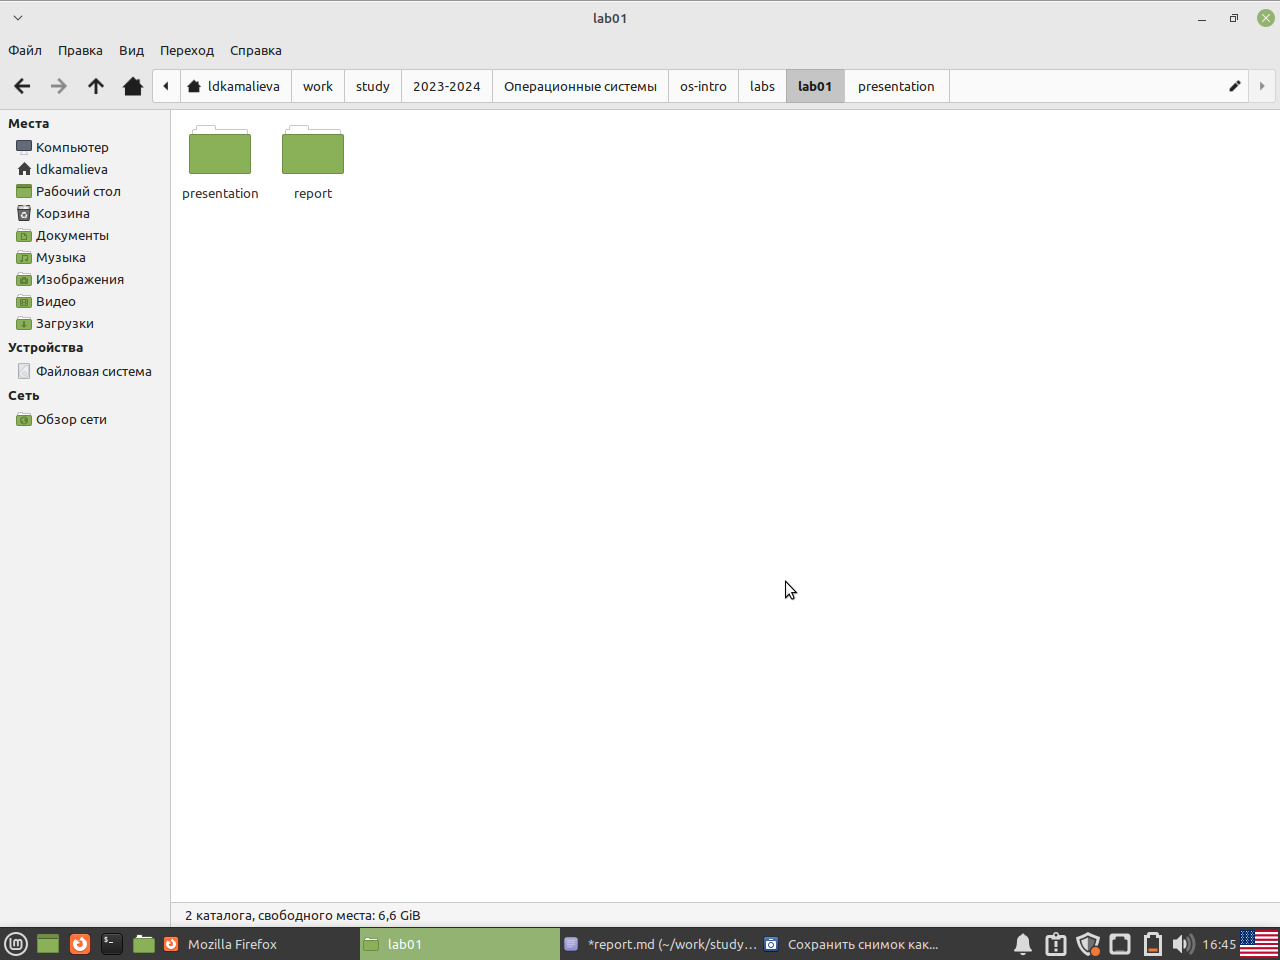 lab01
Файл Правка Вид Переход Справка
ldkamalieva work study 2023-2024 Операционные системы os-intro labs lab01 presentation
Места
Компьютер
ldkamalieva
Рабочий стол
Корзина
Документы
Музыка
Изображения
Видео
Загрузки
Устройства
Файловая система
Сеть
Обзор сети
presentation report
2 каталога, свободного места: 6,6 GiB
Mozilla Firefox lab01 *report.md (~/work/study... Сохранить снимок как... 16:45